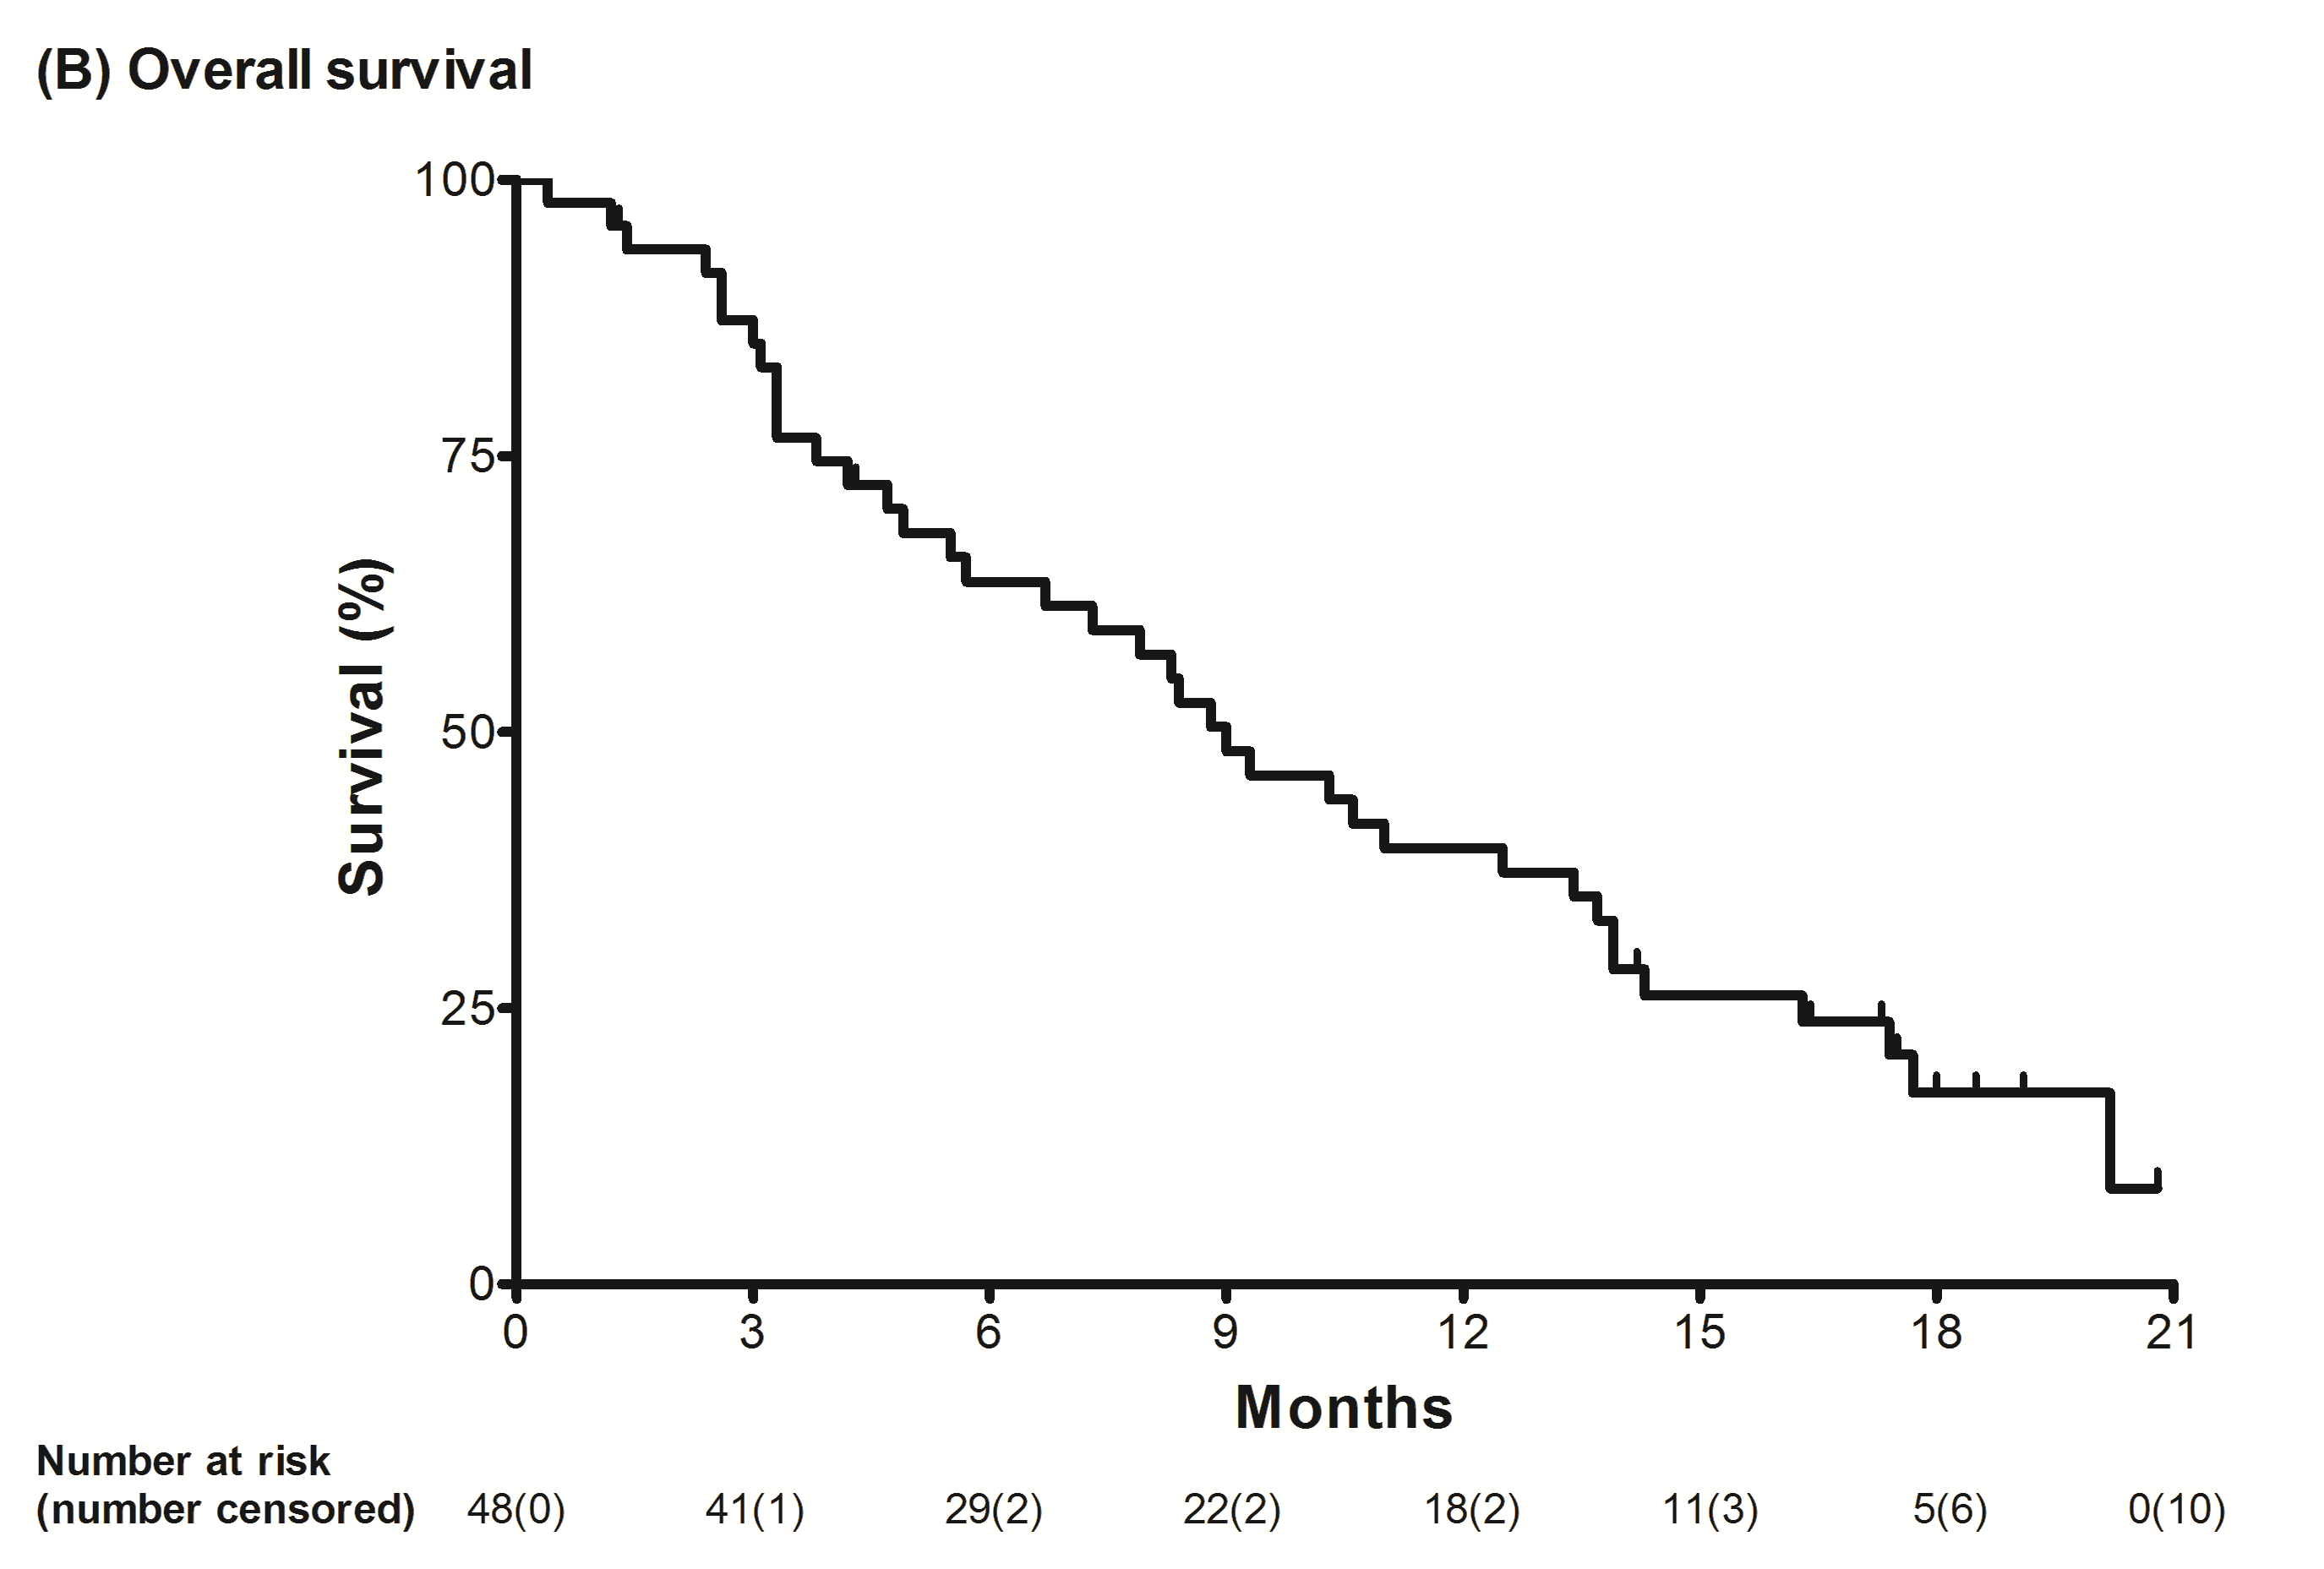 (B) Overall survival
100
75
50
25
0
Survival (%)
0 3 6 9 12 15 18 21
Months
Number at risk
(number censored) 48(0) 41(1) 29(2) 22(2) 18(2) 11(3) 5(6) 0(10)